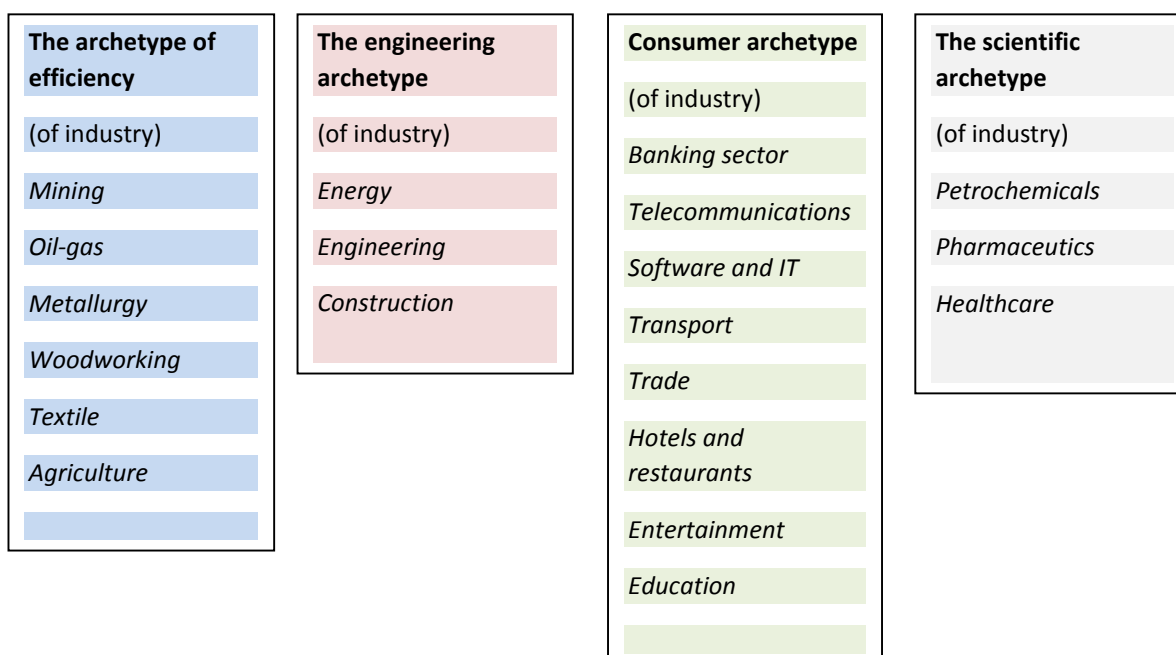 The archetype of
efficiency
(of industry)
Mining
Oil-gas
Metallurgy
Woodworking
Textile
Agriculture
The engineering
archetype
(of industry)
Energy
Engineering
Construction
Consumer archetype
(of industry)
Banking sector
Telecommunications
Software and IT
Transport
Trade
Hotels and
restaurants
Entertainment
Education
The scientific
archetype
(of industry)
Petrochemicals
Pharmaceutics
Healthcare